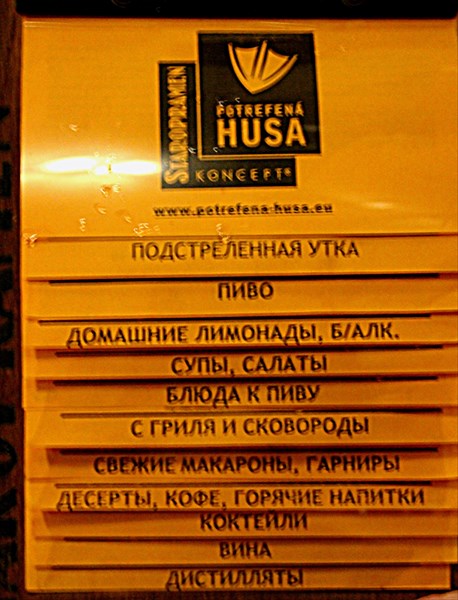 POTREFENÁ
HUSA
STAROPRAMEN
KONCEPT®
www.potrefena-husa.eu
ПОДСТРЕЛЕННАЯ УТКА
ПИВО
ДОМАШНИЕ ЛИМОНАДЫ, Б/АЛК.
СУПЫ, САЛАТЫ
БЛЮДА К ПИВУ
С ГРИЛЯ И СКОВОРОДЫ
СВЕЖИЕ МАКАРОНЫ, ГАРНИРЫ
ДЕСЕРТЫ, КОФЕ, ГОРЯЧИЕ НАПИТКИ
КОКТЕЙЛИ
ВИНА
ДИСТИЛЛЯТЫ